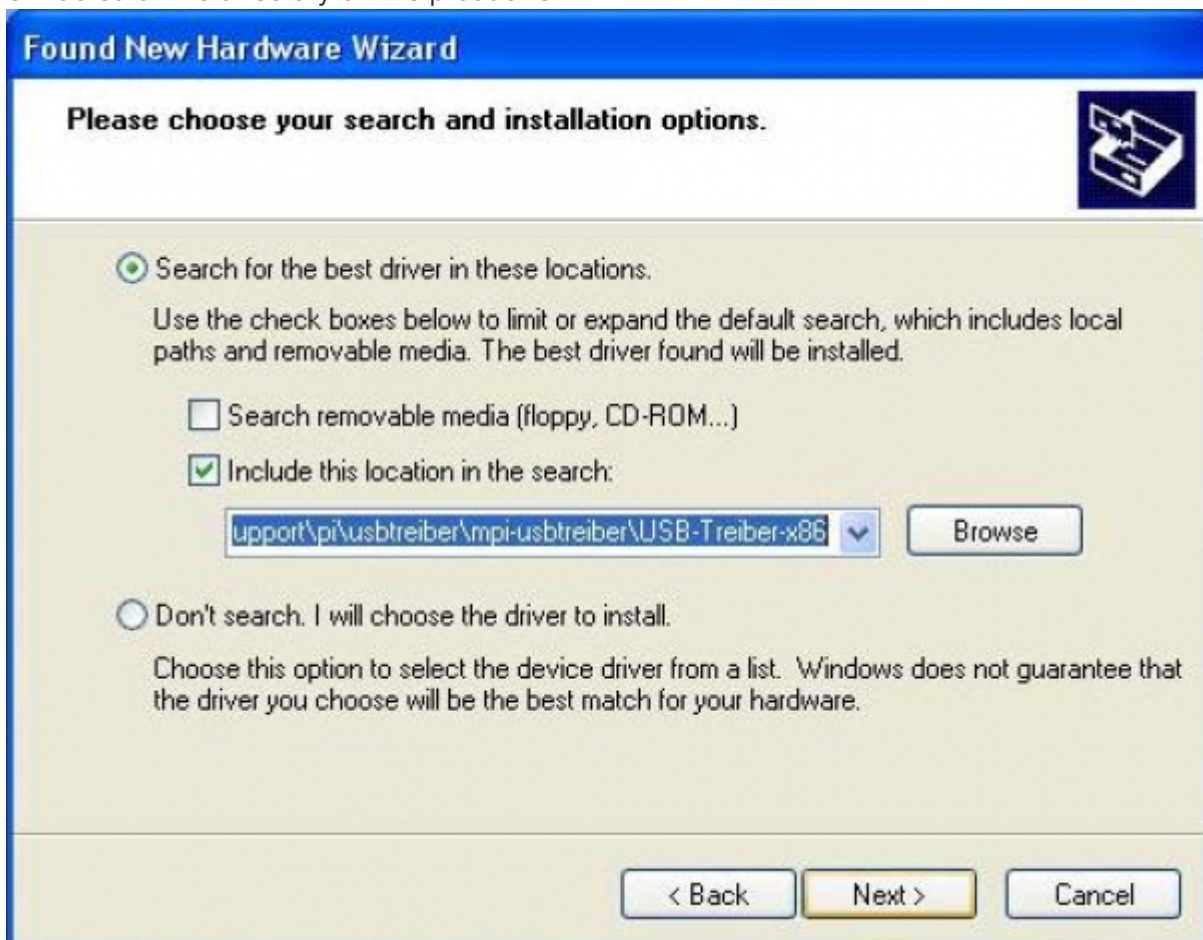 Found New Hardware Wizard
Please choose your search and installation options.
Search for the best driver in these locations.
Use the check boxes below to limit or expand the default search, which includes local
paths and removable media. The best driver found will be installed.
Search removable media (floppy, CD-ROM...)
Include this location in the search:
upport\pi\usbtreiber\mpi-usbtreiber\USB-Treiber-x86
Browse
Don't search. I will choose the driver to install.
Choose this option to select the device driver from a list. Windows does not guarantee that
the driver you choose will be the best match for your hardware.
< Back
Next >
Cancel